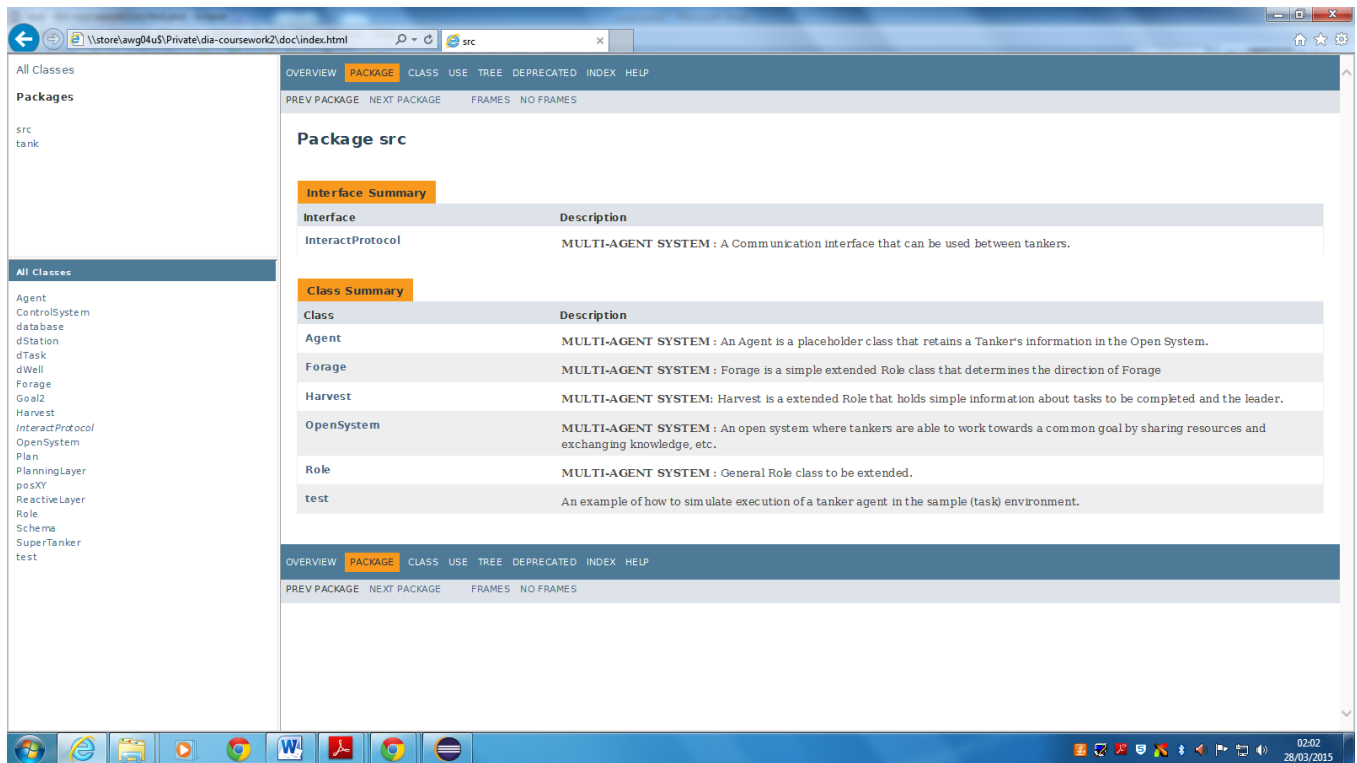 \\store\awg04u$\Private\dia-coursework2\doc\index.html
src
All Classes
Packages
src
tank
All Classes
Agent
ControlSystem
database
dStation
dTask
dWell
Forage
Goal2
Harvest
InteractProtocol
OpenSystem
Plan
PlanningLayer
posXY
ReactiveLayer
Role
Schema
SuperTanker
test
OVERVIEW PACKAGE CLASS USE TREE DEPRECATED INDEX HELP
PREV PACKAGE NEXT PACKAGE FRAMES NO FRAMES
Package src
Interface Summary
Interface Description
InteractProtocol MULTI-AGENT SYSTEM : A Communication interface that can be used between tankers.
Class Summary
Class Description
Agent MULTI-AGENT SYSTEM : An Agent is a placeholder class that retains a Tanker's information in the Open System.
Forage MULTI-AGENT SYSTEM : Forage is a simple extended Role class that determines the direction of Forage
Harvest MULTI-AGENT SYSTEM: Harvest is a extended Role that holds simple information about tasks to be completed and the leader.
OpenSystem MULTI-AGENT SYSTEM : An open system where tankers are able to work towards a common goal by sharing resources and
exchanging knowledge, etc.
Role MULTI-AGENT SYSTEM : General Role class to be extended.
test An example of how to simulate execution of a tanker agent in the sample (task) environment.
OVERVIEW PACKAGE CLASS USE TREE DEPRECATED INDEX HELP
PREV PACKAGE NEXT PACKAGE FRAMES NO FRAMES
02:02
28/03/2015